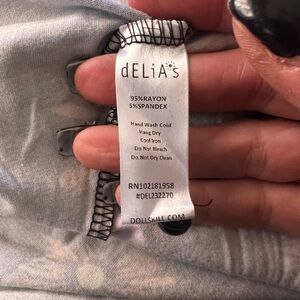 dELiA*s
95%RAYON
5%SPANDEX
Hand Wash Cold
Hang Dry
Cool Iron
Do Not Bleach
Do Not Dry Clean
RN102181958
#DEL232270
DOLLSKILL.COM